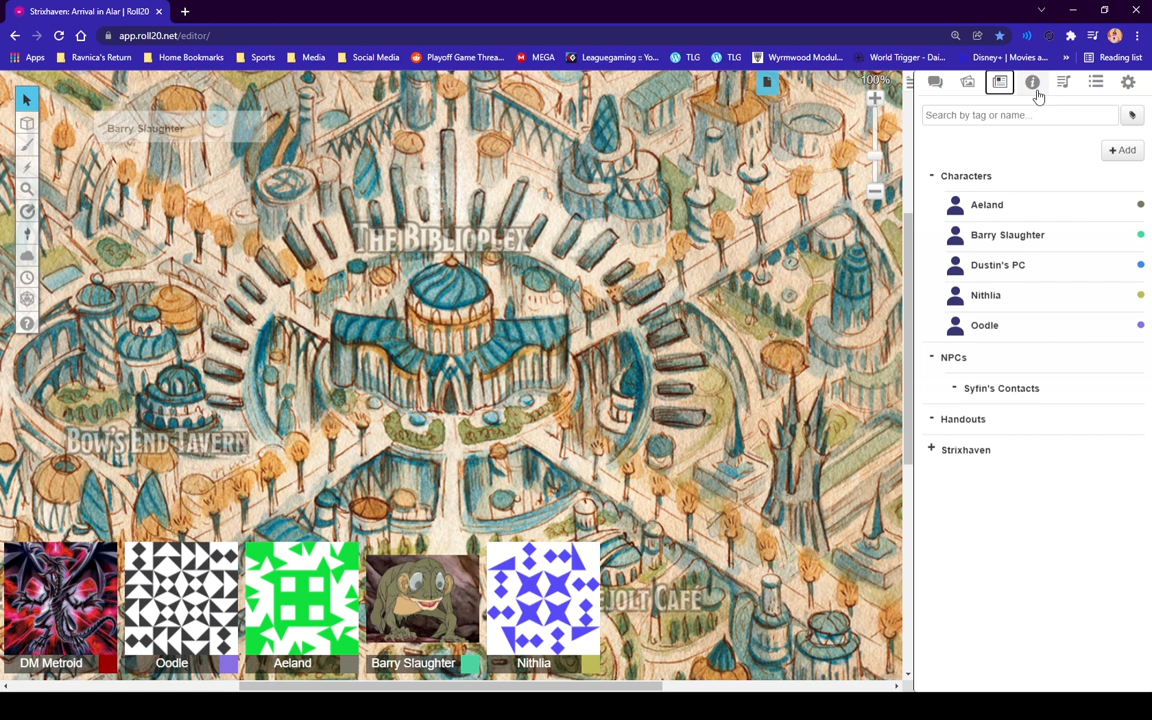 Strixhaven: Arrival in Alar | Roll20
app.roll20.net/editor/
Apps Ravnica's Return Home Bookmarks Sports Media Social Media Playoff Game Threa... MEGA Leaguegaming :: Yo... TLG TLG Wyrmwood Modul... World Trigger - Dai... Disney+ | Movies a... » Reading list
100%
Barry Slaughter
Search by tag or name...
+ Add
Characters
Aeland
Barry Slaughter
Dustin's PC
Nithlia
Oodle
NPCs
Syfin's Contacts
Handouts
Strixhaven
The Biblioplex
Bow's End Tavern
ejolt Café
DM Metroid
Oodle
Aeland
Barry Slaughter
Nithlia